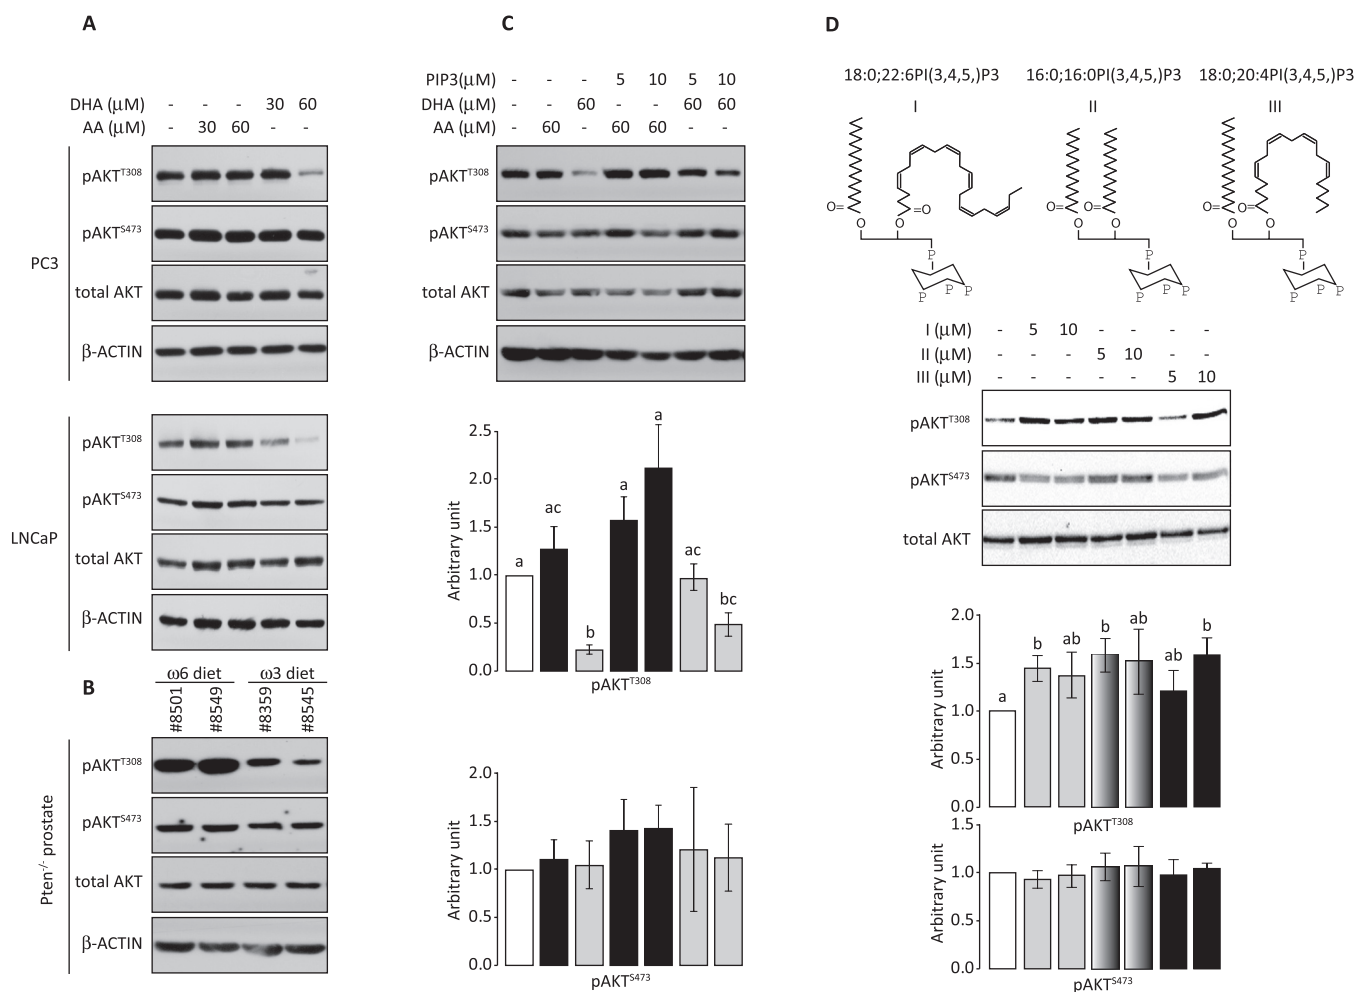 A
DHA (µM) - - - 30 60
AA (µM) - 30 60 - -
PC3
pAKT^T308
pAKT^S473
total AKT
β-ACTIN
LNCaP
pAKT^T308
pAKT^S473
total AKT
β-ACTIN
B
ω6 diet ω3 diet
#8501 #8549 #8359 #8545
Pten^-/- prostate
pAKT^T308
pAKT^S473
total AKT
β-ACTIN
C
PIP3(µM) - - - 5 10 5 10
DHA (µM) - - 60 - - 60 60
AA (µM) - 60 - 60 60 - -
pAKT^T308
pAKT^S473
total AKT
β-ACTIN
2.5
2.0
1.5
1.0
0.5
0.0
Arbitrary unit
a ac b a a ac bc
pAKT^T308
2.0
1.5
1.0
0.5
0.0
Arbitrary unit
pAKT^S473
D
18:0;22:6PI(3,4,5,)P3 16:0;16:0PI(3,4,5,)P3 18:0;20:4PI(3,4,5,)P3
I II III
O= =O O= O= O= O=
O O O O O O
P P P
P P P P P P P P P
I (µM) - 5 10 - - - -
II (µM) - - - 5 10 - -
III (µM) - - - - - 5 10
pAKT^T308
pAKT^S473
total AKT
2.0
1.5
1.0
0.5
0.0
Arbitrary unit
a b ab b ab ab b
pAKT^T308
1.5
1.0
0.5
0.0
Arbitrary unit
pAKT^S473